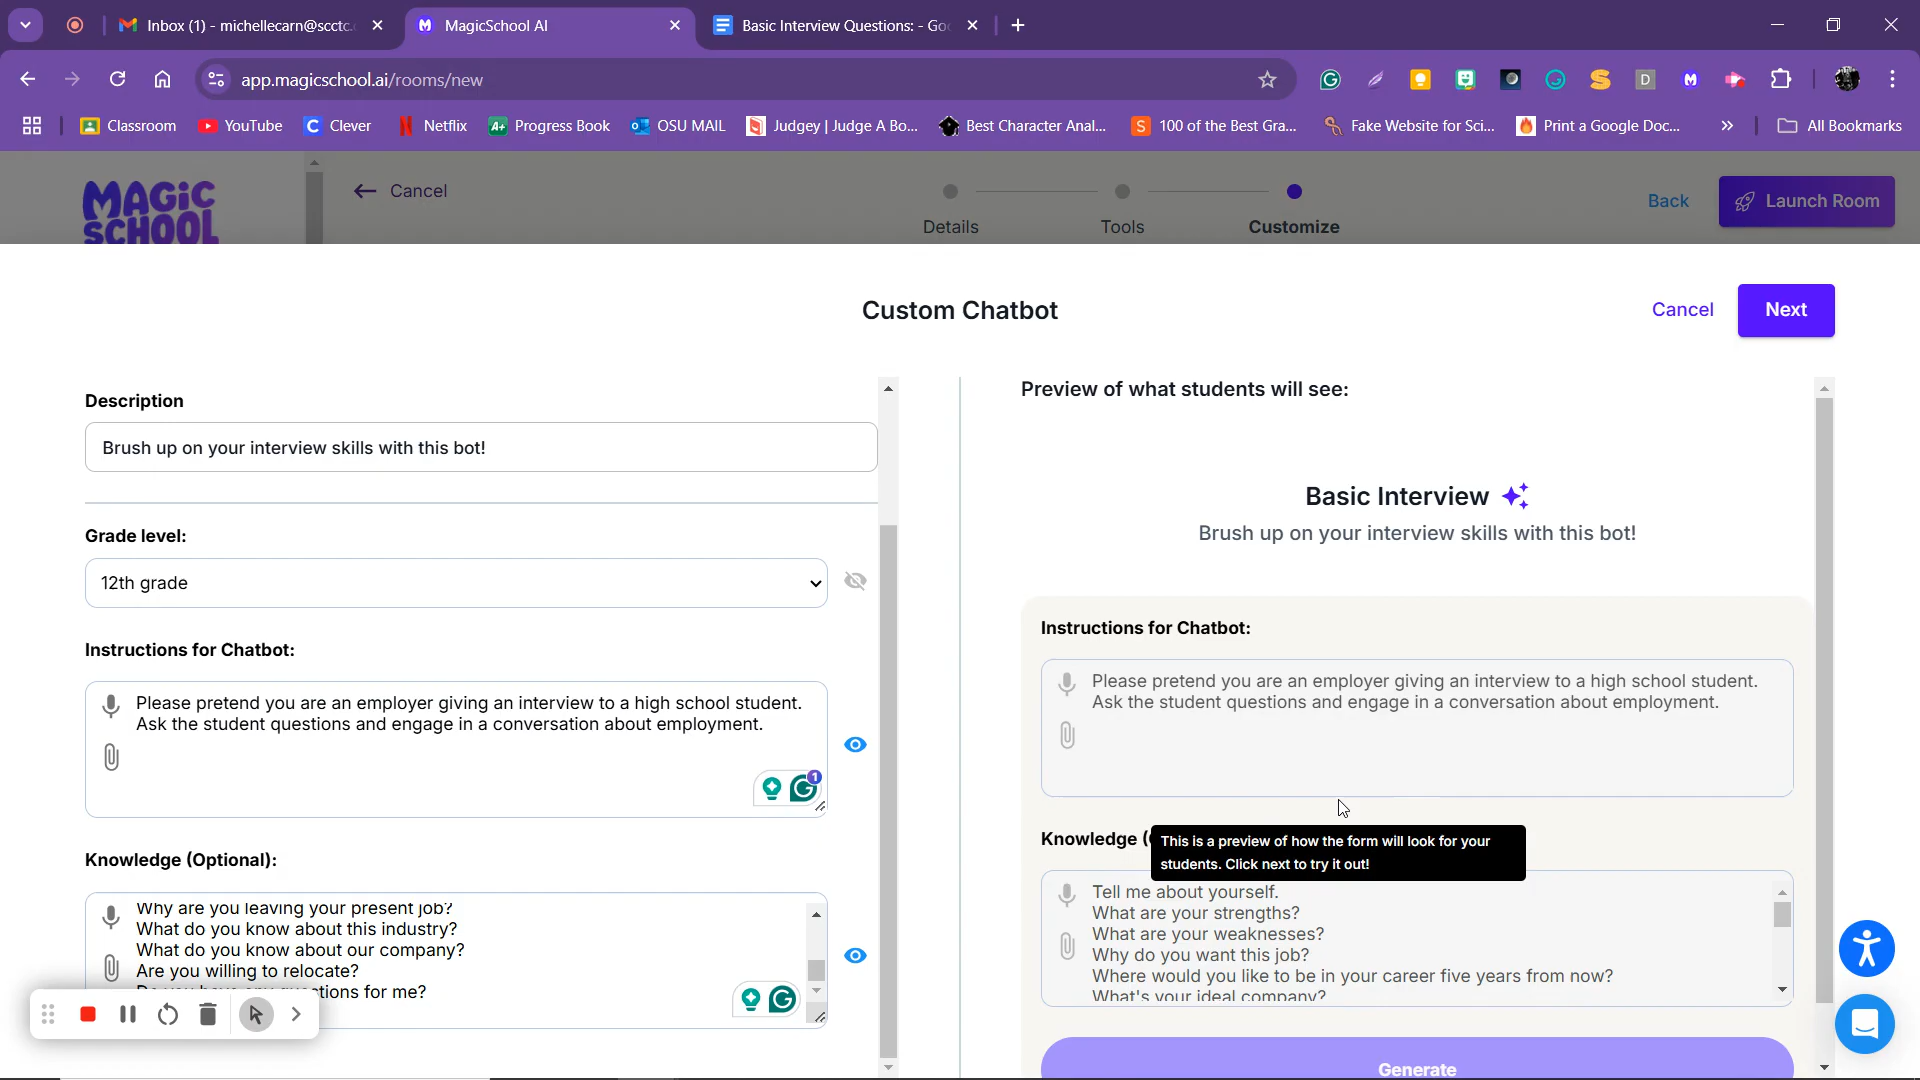 Inbox (1) - michellecarn@scctc.
MagicSchool AI
Basic Interview Questions: - Goo
app.magicschool.ai/rooms/new
Classroom
YouTube
Clever
Netflix
Progress Book
OSU MAIL
Judgey | Judge A Bo...
Best Character Anal...
100 of the Best Gra...
Fake Website for Sci...
Print a Google Doc...
All Bookmarks
MAGIC
SCHOOL
Cancel
Details
Tools
Customize
Back
Launch Room
Custom Chatbot
Cancel
Next
Description
Brush up on your interview skills with this bot!
Grade level:
12th grade
Instructions for Chatbot:
Please pretend you are an employer giving an interview to a high school student.
Ask the student questions and engage in a conversation about employment.
1
Knowledge (Optional):
Why are you leaving your present job?
What do you know about this industry?
What do you know about our company?
Are you willing to relocate?
tions for me?
Preview of what students will see:
Basic Interview
Brush up on your interview skills with this bot!
Instructions for Chatbot:
Please pretend you are an employer giving an interview to a high school student.
Ask the student questions and engage in a conversation about employment.
Knowledge (
This is a preview of how the form will look for your
students. Click next to try it out!
Tell me about yourself.
What are your strengths?
What are your weaknesses?
Why do you want this job?
Where would you like to be in your career five years from now?
What's your ideal company?
Generate